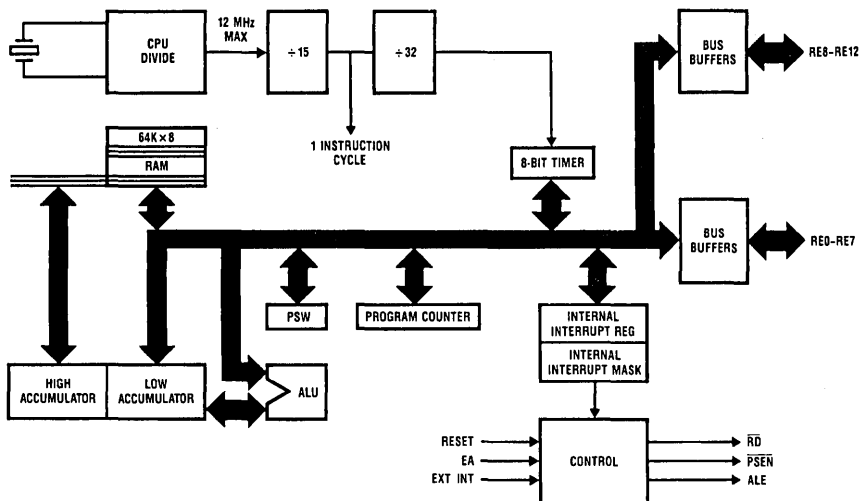 CPU
DIVIDE
12 MHz
MAX
÷15
÷32
BUS
BUFFERS
RE8–RE12
1 INSTRUCTION
CYCLE
64K × 8
RAM
8-BIT TIMER
BUS
BUFFERS
RE0–RE7
PSW
PROGRAM COUNTER
INTERNAL
INTERRUPT REG
INTERNAL
INTERRUPT MASK
HIGH
ACCUMULATOR
LOW
ACCUMULATOR
ALU
RESET
EA
EXT INT
CONTROL
RD
PSEN
ALE